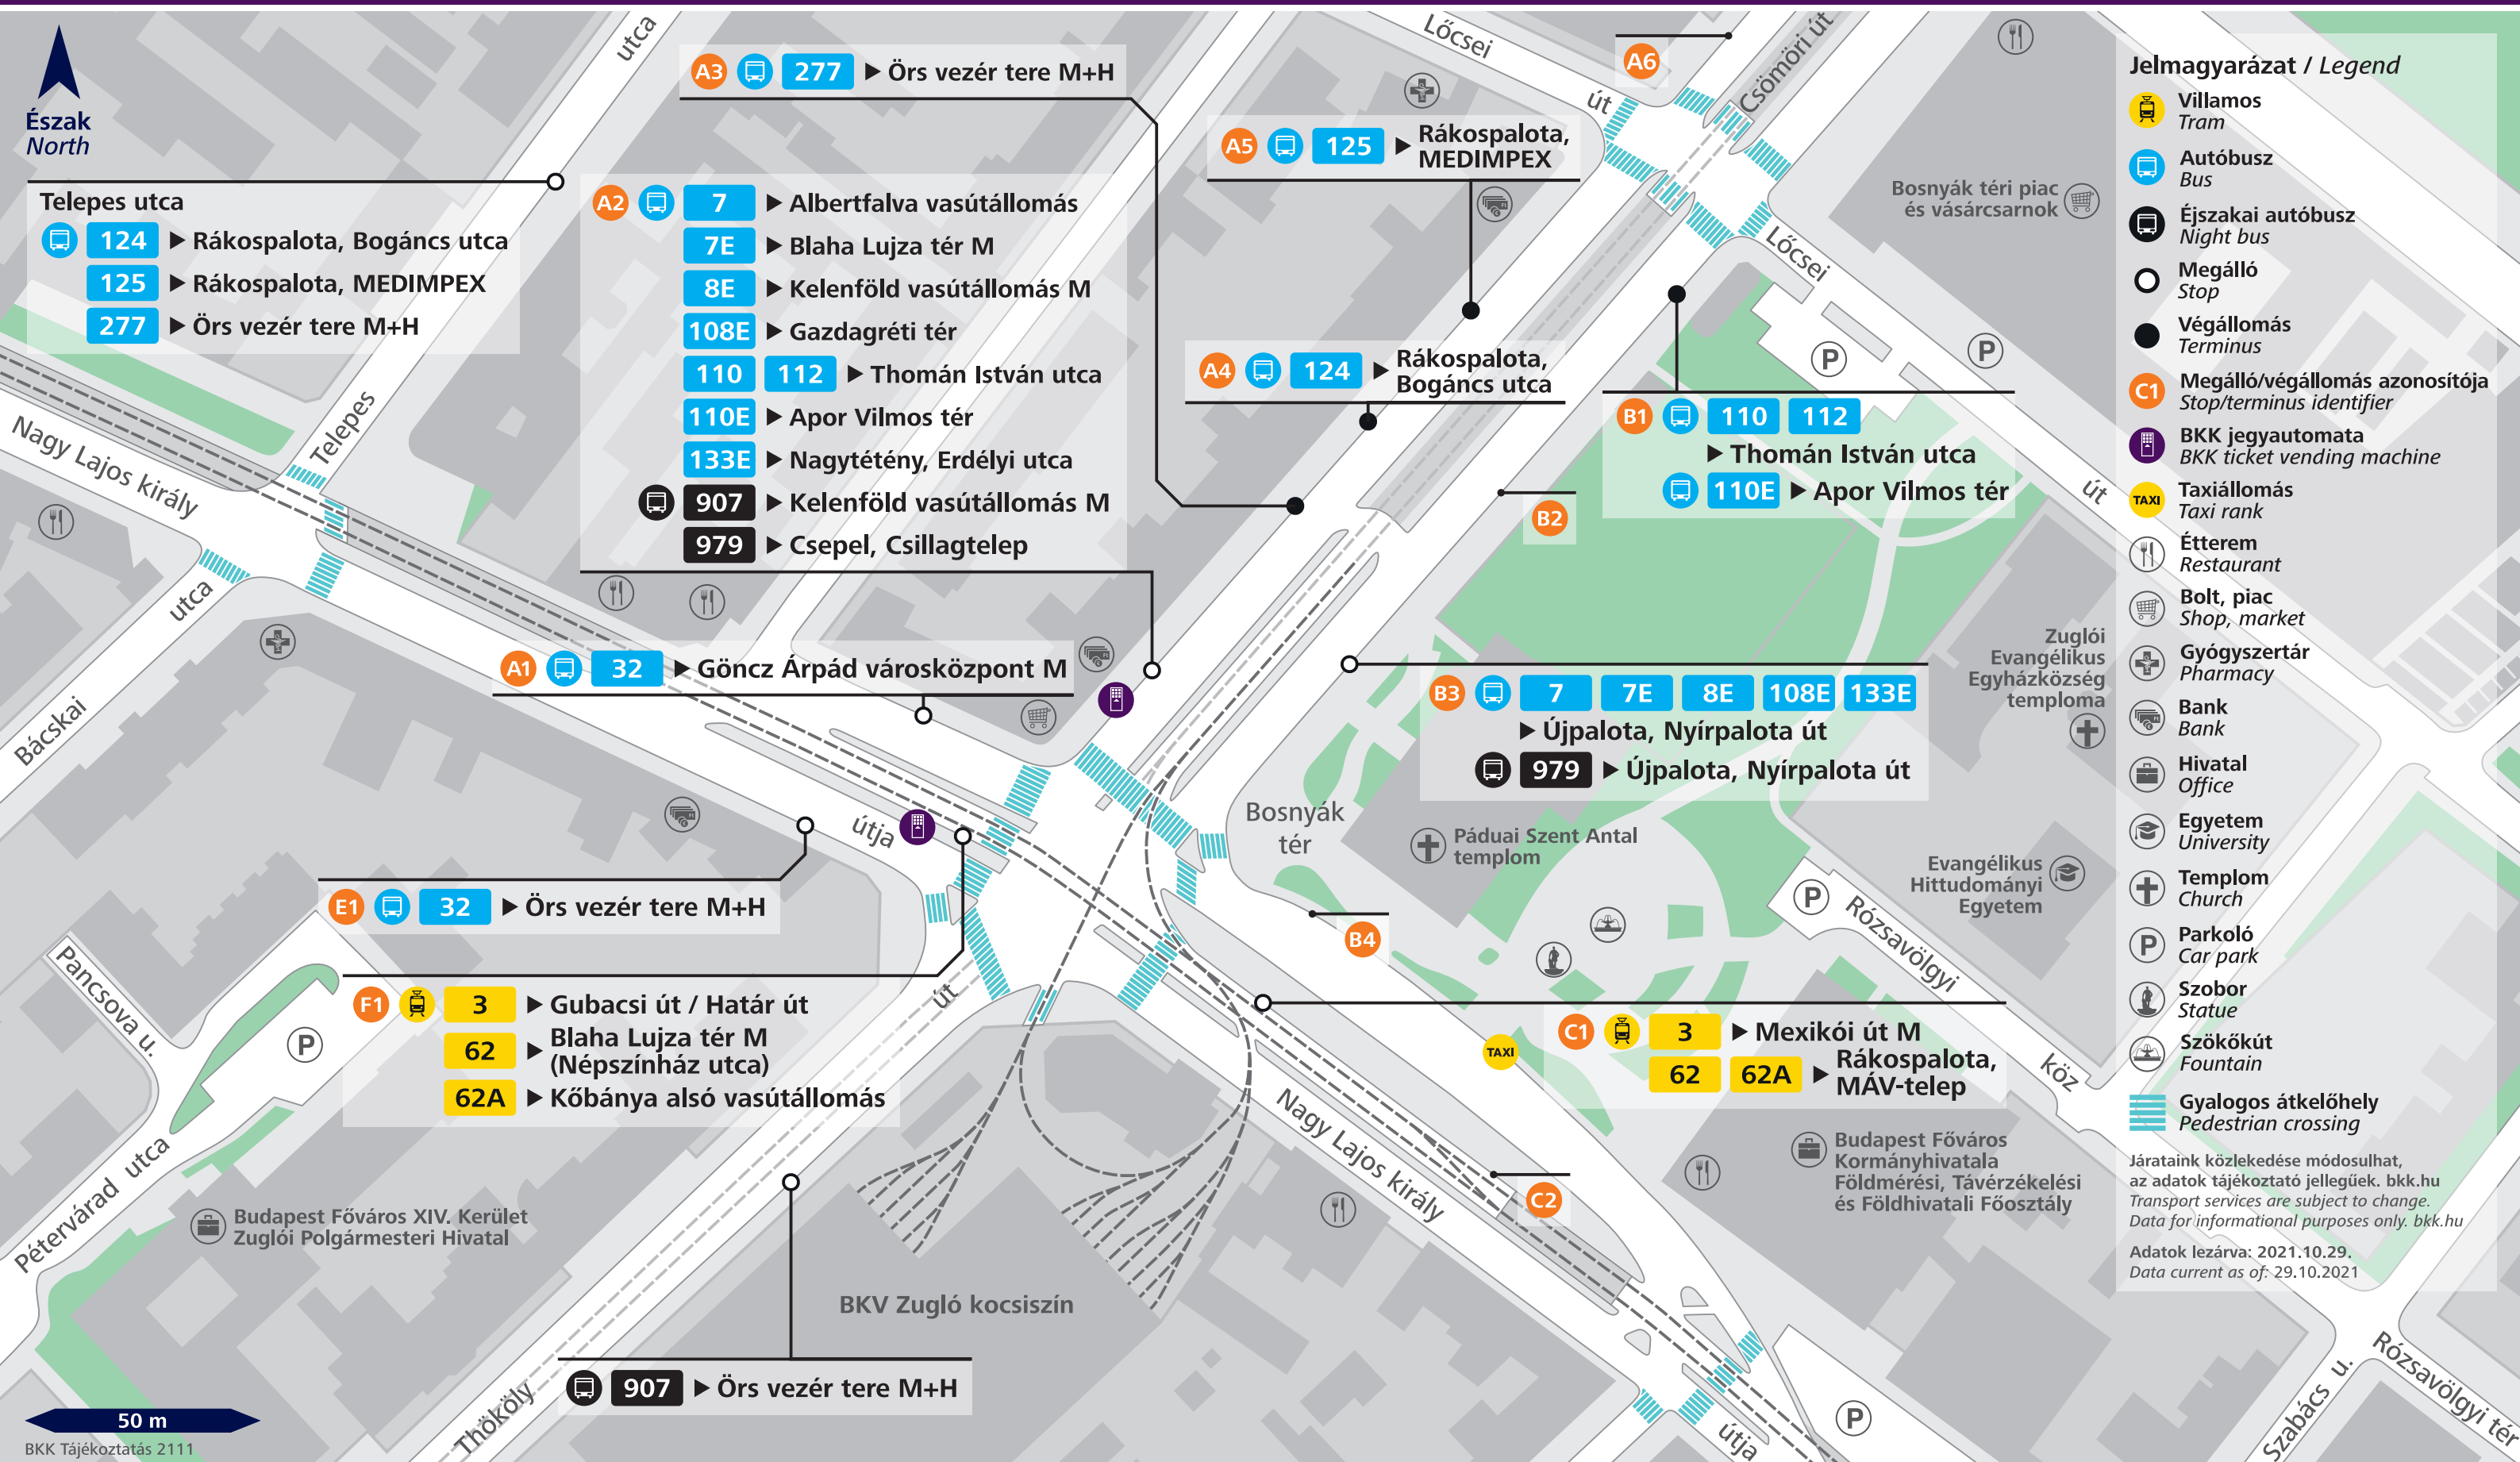 Észak
North
Telepes utca
124 Rákospalota, Bogáncs utca
125 Rákospalota, MEDIMPEX
277 Örs vezér tere M+H
A3 277 Örs vezér tere M+H
A2 7 Albertfalva vasútállomás
7E Blaha Lujza tér M
8E Kelenföld vasútállomás M
108E Gazdagréti tér
110 112 Thomán István utca
110E Apor Vilmos tér
133E Nagytétény, Erdélyi utca
907 Kelenföld vasútállomás M
979 Csepel, Csillagtelep
A5 125 Rákospalota,
MEDIMPEX
A4 124 Rákospalota,
Bogáncs utca
A6
B1 110 112
Thomán István utca
110E Apor Vilmos tér
B2
A1 32 Göncz Árpád városközpont M
B3 7 7E 8E 108E 133E
Újpalota, Nyírpalota út
979 Újpalota, Nyírpalota út
E1 32 Örs vezér tere M+H
B4
F1 3 Gubacsi út / Határ út
62 Blaha Lujza tér M
(Népszínház utca)
62A Kőbánya alsó vasútállomás
C1 3 Mexikói út M
62 62A Rákospalota,
MÁV-telep
C2
907 Örs vezér tere M+H
utca
Telepes
Nagy Lajos király
utca
Bácskai
útja
Lőcsei
út
Csömöri út
Lőcsei
út
Bosnyák téri piac
és vásárcsarnok
P
P
Zuglói
Evangélikus
Egyházközség
temploma
Bosnyák
tér
Páduai Szent Antal
templom
Evangélikus
Hittudományi
Egyetem
P
Rózsavölgyi
köz
TAXI
Pancsova u.
P
Pétervárad utca
Budapest Főváros XIV. Kerület
Zuglói Polgármesteri Hivatal
út
Thököly
BKV Zugló kocsiszín
Nagy Lajos király
útja
Budapest Főváros
Kormányhivatala
Földmérési, Távérzékelési
és Földhivatali Főosztály
P
Szabács u.
Rózsavölgyi tér
50 m
BKK Tájékoztatás 2111
Jelmagyarázat / Legend
Villamos
Tram
Autóbusz
Bus
Éjszakai autóbusz
Night bus
Megálló
Stop
Végállomás
Terminus
C1 Megálló/végállomás azonosítója
Stop/terminus identifier
BKK jegyautomata
BKK ticket vending machine
TAXI Taxiállomás
Taxi rank
Étterem
Restaurant
Bolt, piac
Shop, market
Gyógyszertár
Pharmacy
Bank
Bank
Hivatal
Office
Egyetem
University
Templom
Church
P Parkoló
Car park
Szobor
Statue
Szökőkút
Fountain
Gyalogos átkelőhely
Pedestrian crossing
Járataink közlekedése módosulhat,
az adatok tájékoztató jellegűek. bkk.hu
Transport services are subject to change.
Data for informational purposes only. bkk.hu
Adatok lezárva: 2021.10.29.
Data current as of: 29.10.2021